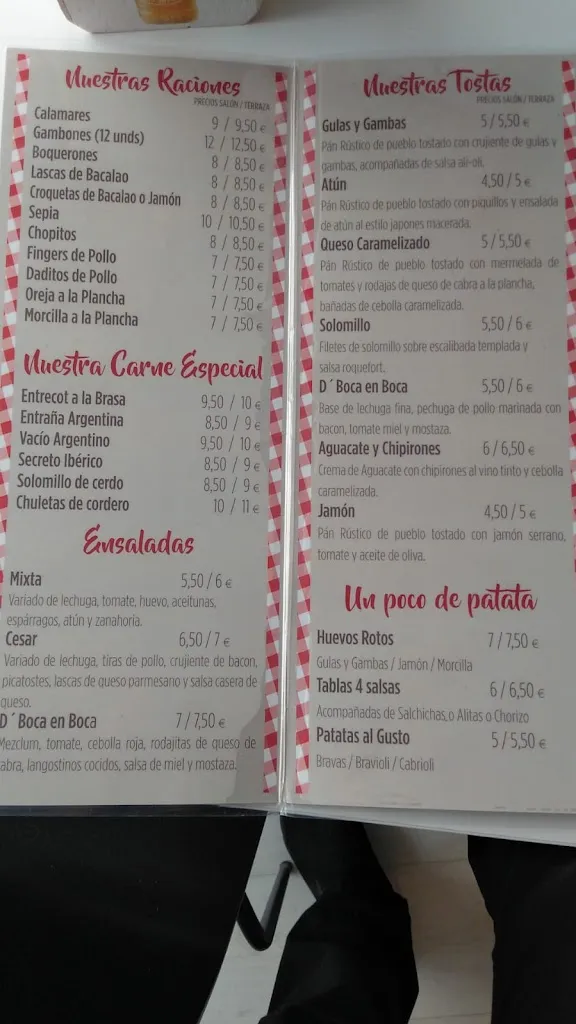 Nuestras Raciones
PRECIOS SALÓN / TERRAZA
Calamares 9 / 9,50 €
Gambones (12 unds) 12 / 12,50 €
Boquerones 8 / 8,50 €
Lascas de Bacalao 8 / 8,50 €
Croquetas de Bacalao o Jamón 8 / 8,50 €
Sepia 10 / 10,50 €
Chopitos 8 / 8,50 €
Fingers de Pollo 7 / 7,50 €
Daditos de Pollo 7 / 7,50 €
Oreja a la Plancha 7 / 7,50 €
Morcilla a la Plancha 7 / 7,50 €
Nuestra Carne Especial
Entrecot a la Brasa 9,50 / 10 €
Entraña Argentina 8,50 / 9 €
Vacío Argentino 9,50 / 10 €
Secreto Ibérico 8,50 / 9 €
Solomillo de cerdo 8,50 / 9 €
Chuletas de cordero 10 / 11 €
Ensaladas
Mixta 5,50 / 6 €
Variado de lechuga, tomate, huevo, aceitunas,
espárragos, atún y zanahoria.
Cesar 6,50 / 7 €
Variado de lechuga, tiras de pollo, crujiente de bacon,
picatostes, lascas de queso parmesano y salsa casera de
queso.
D´Boca en Boca 7 / 7,50 €
Mezclum, tomate, cebolla roja, rodajitas de queso de
cabra, langostinos cocidos, salsa de miel y mostaza.
Nuestras Tostas
PRECIOS SALÓN / TERRAZA
Gulas y Gambas 5 / 5,50 €
Pán Rústico de pueblo tostado con crujiente de gulas y
gambas, acompañadas de salsa ali-oli.
Atún 4,50 / 5 €
Pán Rústico de pueblo tostado con piquillos y ensalada
de atún al estilo japones macerada.
Queso Caramelizado 5 / 5,50 €
Pán Rústico de pueblo tostado con mermelada de
tomates y rodajas de queso de cabra a la plancha,
bañadas de cebolla caramelizada.
Solomillo 5,50 / 6 €
Filetes de solomillo sobre escalibada templada y
salsa roquefort.
D´Boca en Boca 5,50 / 6 €
Base de lechuga fina, pechuga de pollo marinada con
bacon, tomate miel y mostaza.
Aguacate y Chipirones 6 / 6,50 €
Crema de Aguacate con chipirones al vino tinto y cebolla
caramelizada.
Jamón 4,50 / 5 €
Pán Rústico de pueblo tostado con jamón serrano,
tomate y aceite de oliva.
Un poco de patata
Huevos Rotos 7 / 7,50 €
Gulas y Gambas / Jamón / Morcilla
Tablas 4 salsas 6 / 6,50 €
Acompañadas de Salchichas, o Alitas o Chorizo
Patatas al Gusto 5 / 5,50 €
Bravas / Bravioli / Cabrioli